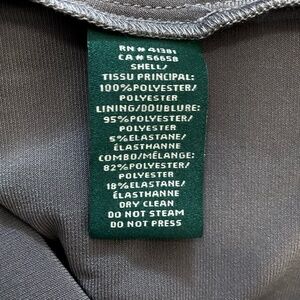 RN # 41381
CA # 56658
SHELL/
TISSU PRINCIPAL:
100%POLYESTER/
POLYESTER
LINING/DOUBLURE:
95%POLYESTER/
POLYESTER
5%ELASTANE/
ÉLASTHANNE
COMBO/MÉLANGE:
82%POLYESTER/
POLYESTER
18%ELASTANE/
ÉLASTHANNE
DRY CLEAN
DO NOT STEAM
DO NOT PRESS